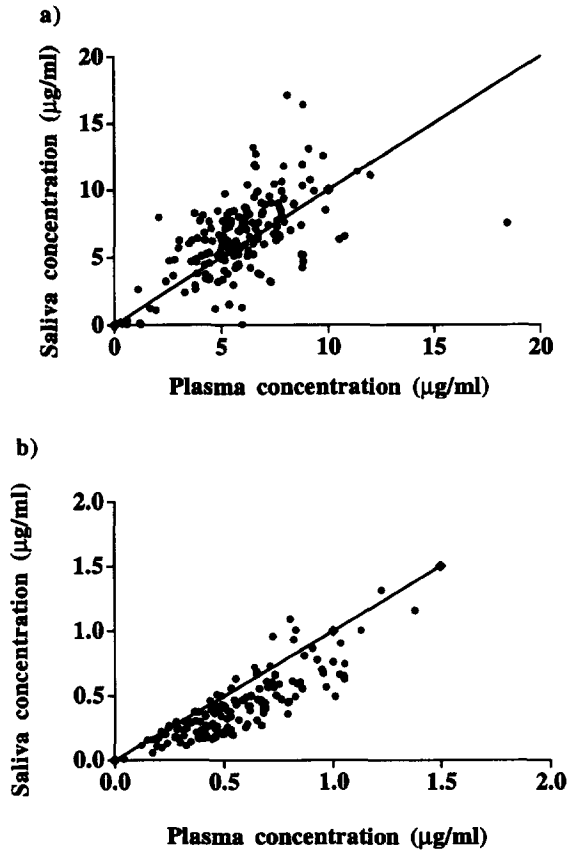 a)
Saliva concentration (µg/ml)
20
15
10
5
0
0 5 10 15 20
Plasma concentration (µg/ml)
b)
Saliva concentration (µg/ml)
2.0
1.5
1.0
0.5
0.0
0.0 0.5 1.0 1.5 2.0
Plasma concentration (µg/ml)